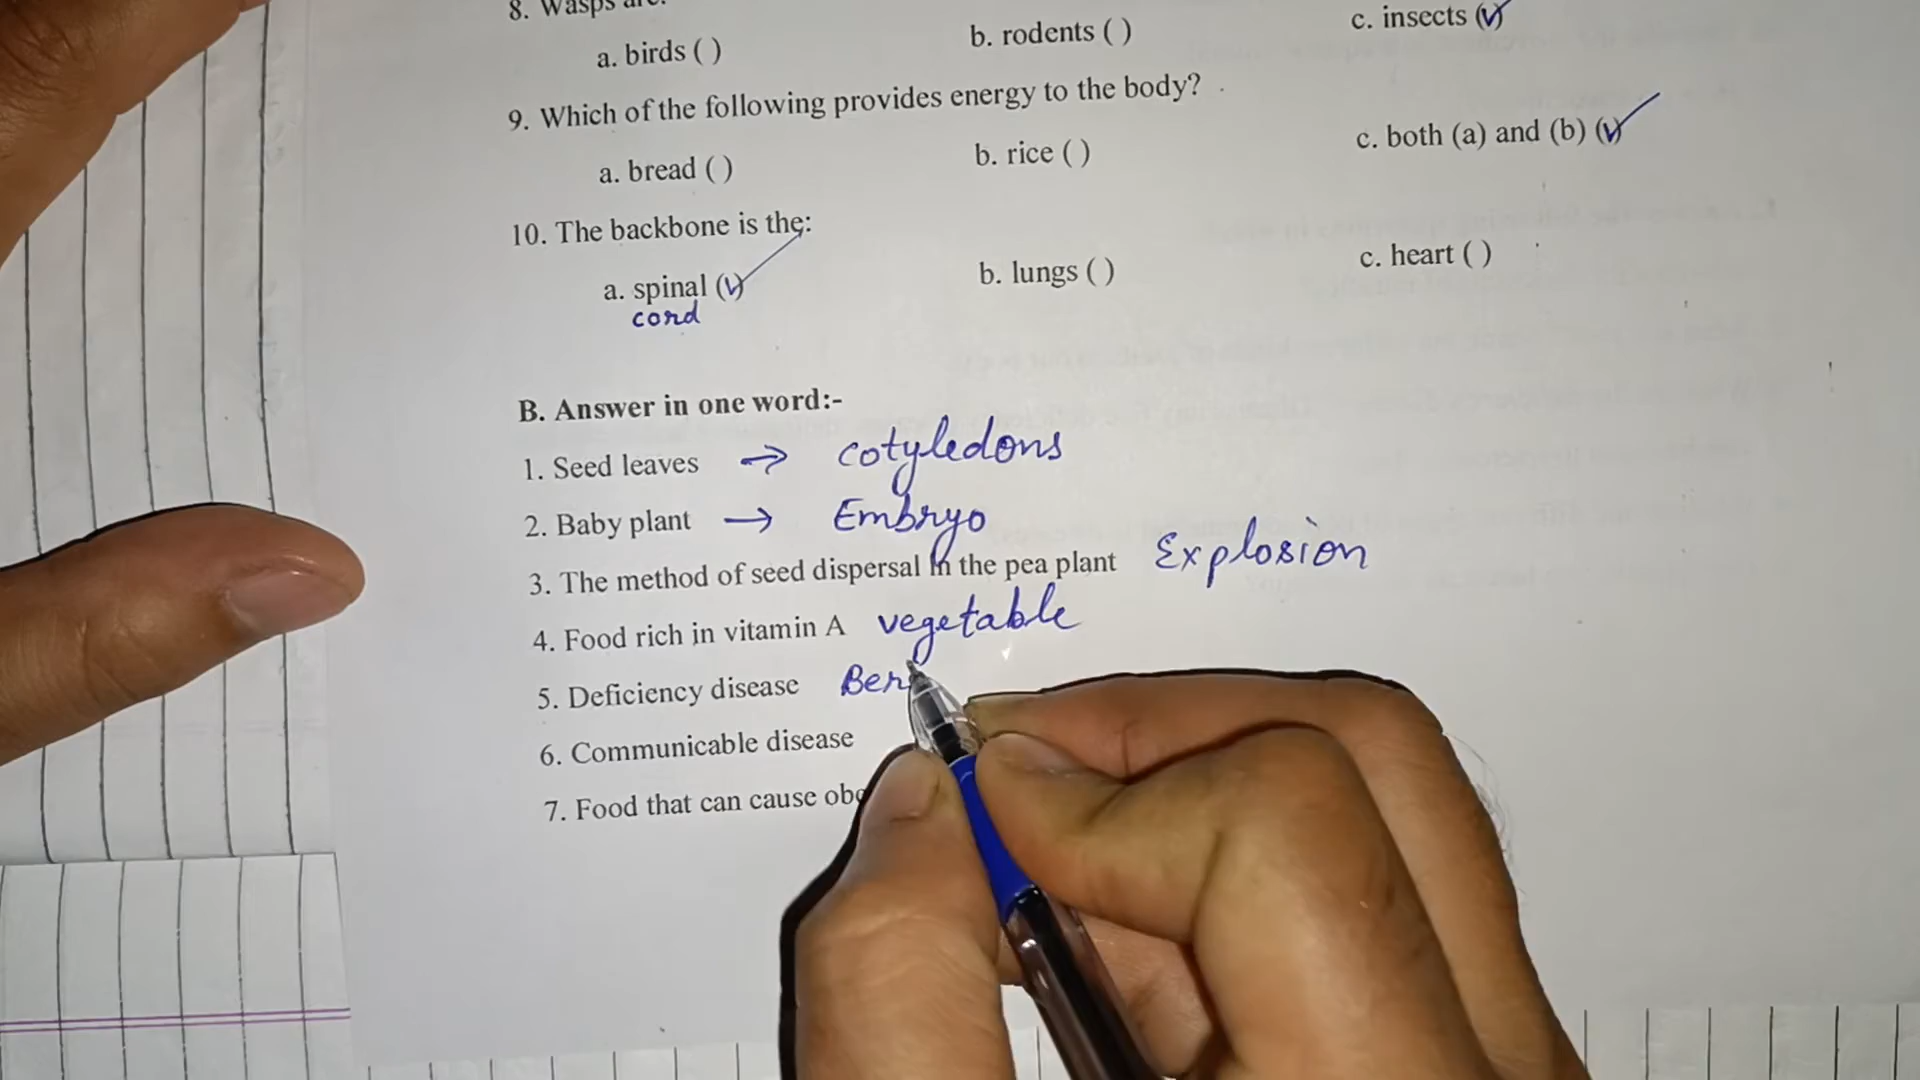 8. Wasps are:
a. birds ( ) b. rodents ( ) c. insects (✓)
9. Which of the following provides energy to the body?
a. bread ( ) b. rice ( ) c. both (a) and (b) (✓)
10. The backbone is the:
a. spinal (✓) b. lungs ( ) c. heart ( )
cord
B. Answer in one word:-
1. Seed leaves → cotyledons
2. Baby plant → Embryo
3. The method of seed dispersal in the pea plant Explosion
4. Food rich in vitamin A vegetable
5. Deficiency disease Ber
6. Communicable disease
7. Food that can cause